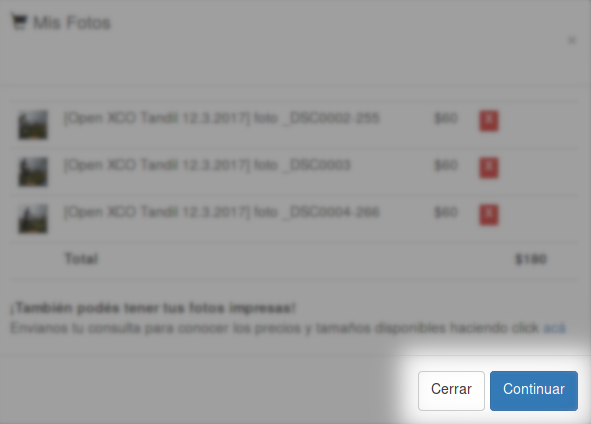 Mis Fotos
×
[Open XCO Tandil 12.3.2017] foto _DSC0002-255 $60 X
[Open XCO Tandil 12.3.2017] foto _DSC0003 $60 X
[Open XCO Tandil 12.3.2017] foto _DSC0004-266 $60 X
Total $180
¡También podés tener tus fotos impresas!
Envianos tu consulta para conocer los precios y tamaños disponibles haciendo click acá
Cerrar Continuar